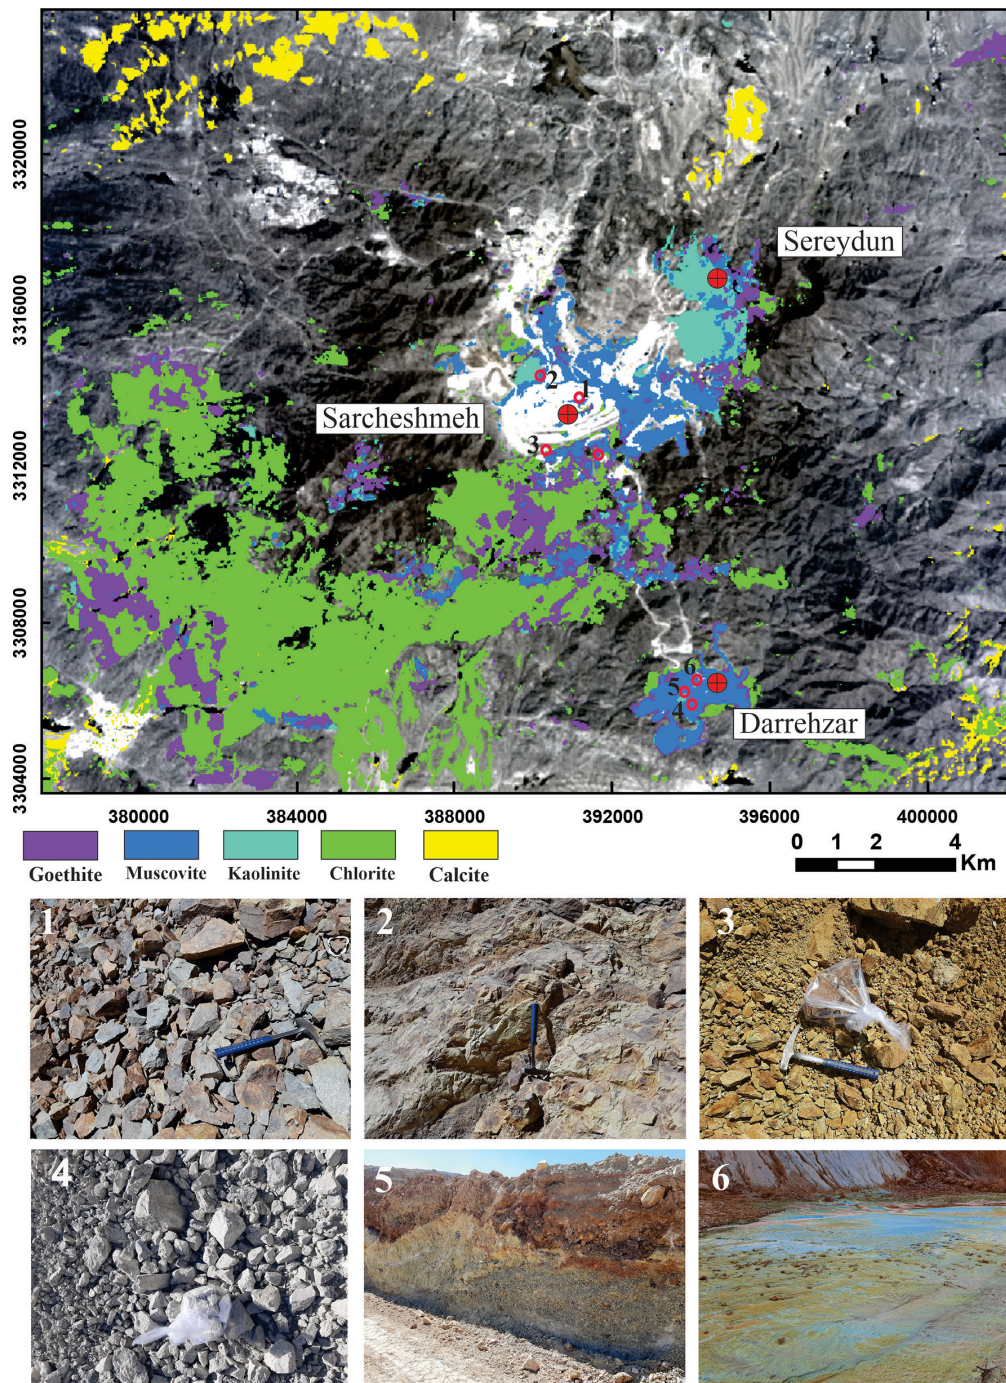 3320000
3316000
3312000
3308000
3304000
Sereydun
Sarcheshmeh
Darrehzar
2
1
3
6
5
4
380000 384000 388000 392000 396000 400000
Goethite Muscovite Kaolinite Chlorite Calcite
0 1 2 4
Km
1 2 3
4 5 6